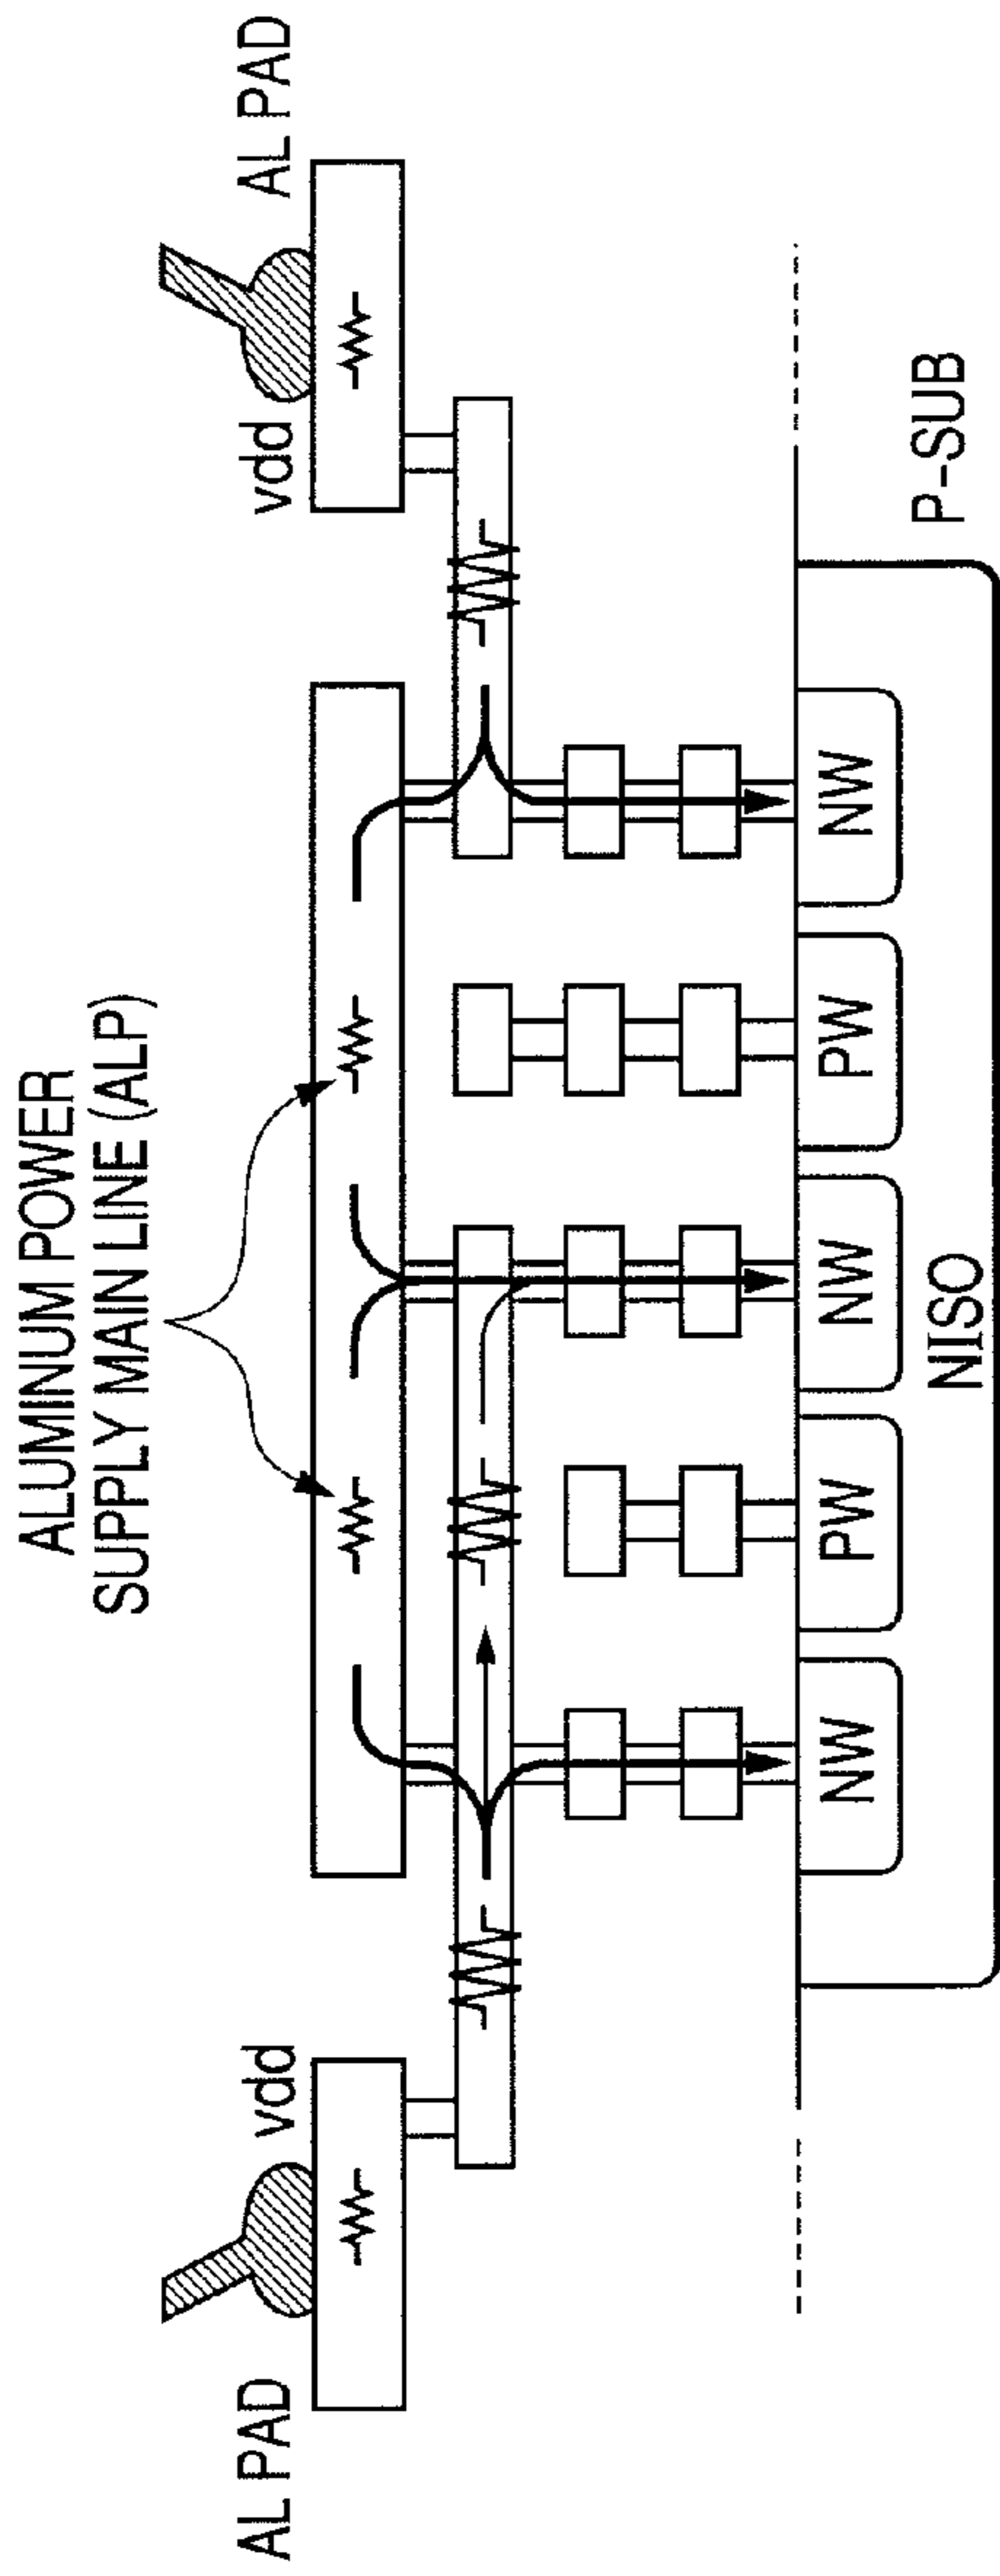 ALUMINUM POWER
SUPPLY MAIN LINE (ALP)
AL PAD
vdd
vdd
AL PAD
NW
PW
NW
PW
NW
NISO
P-SUB